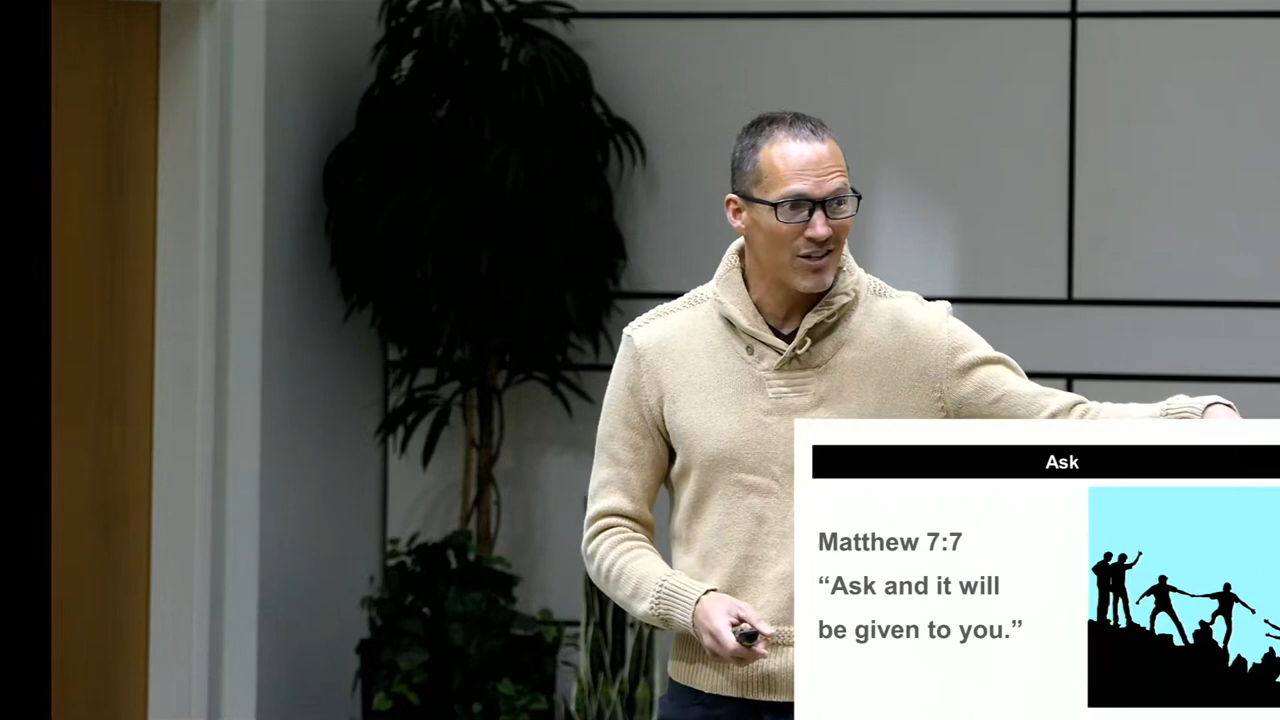 Ask
Matthew 7:7
“Ask and it will
be given to you.”